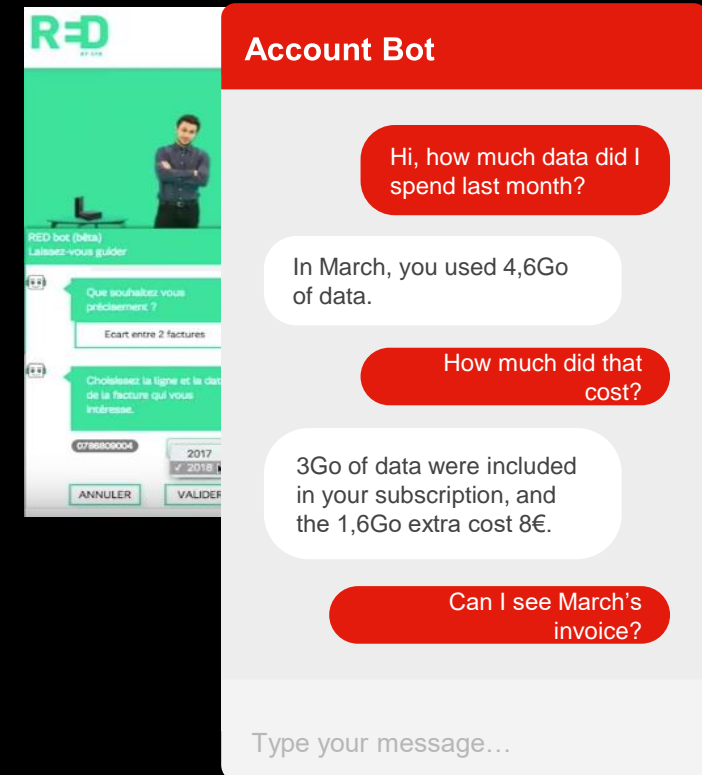 RED
BY SFR
RED bot (bêta)
Laissez-vous guider
Que souhaitez vous
précisement ?
Ecart entre 2 factures
Choisissez la ligne et la dat
de la facture qui vous
intéresse.
0786809004
2017
✓ 2018
ANNULER
VALIDER
Account Bot
Hi, how much data did I
spend last month?
In March, you used 4,6Go
of data.
How much did that
cost?
3Go of data were included
in your subscription, and
the 1,6Go extra cost 8€.
Can I see March’s
invoice?
Type your message…